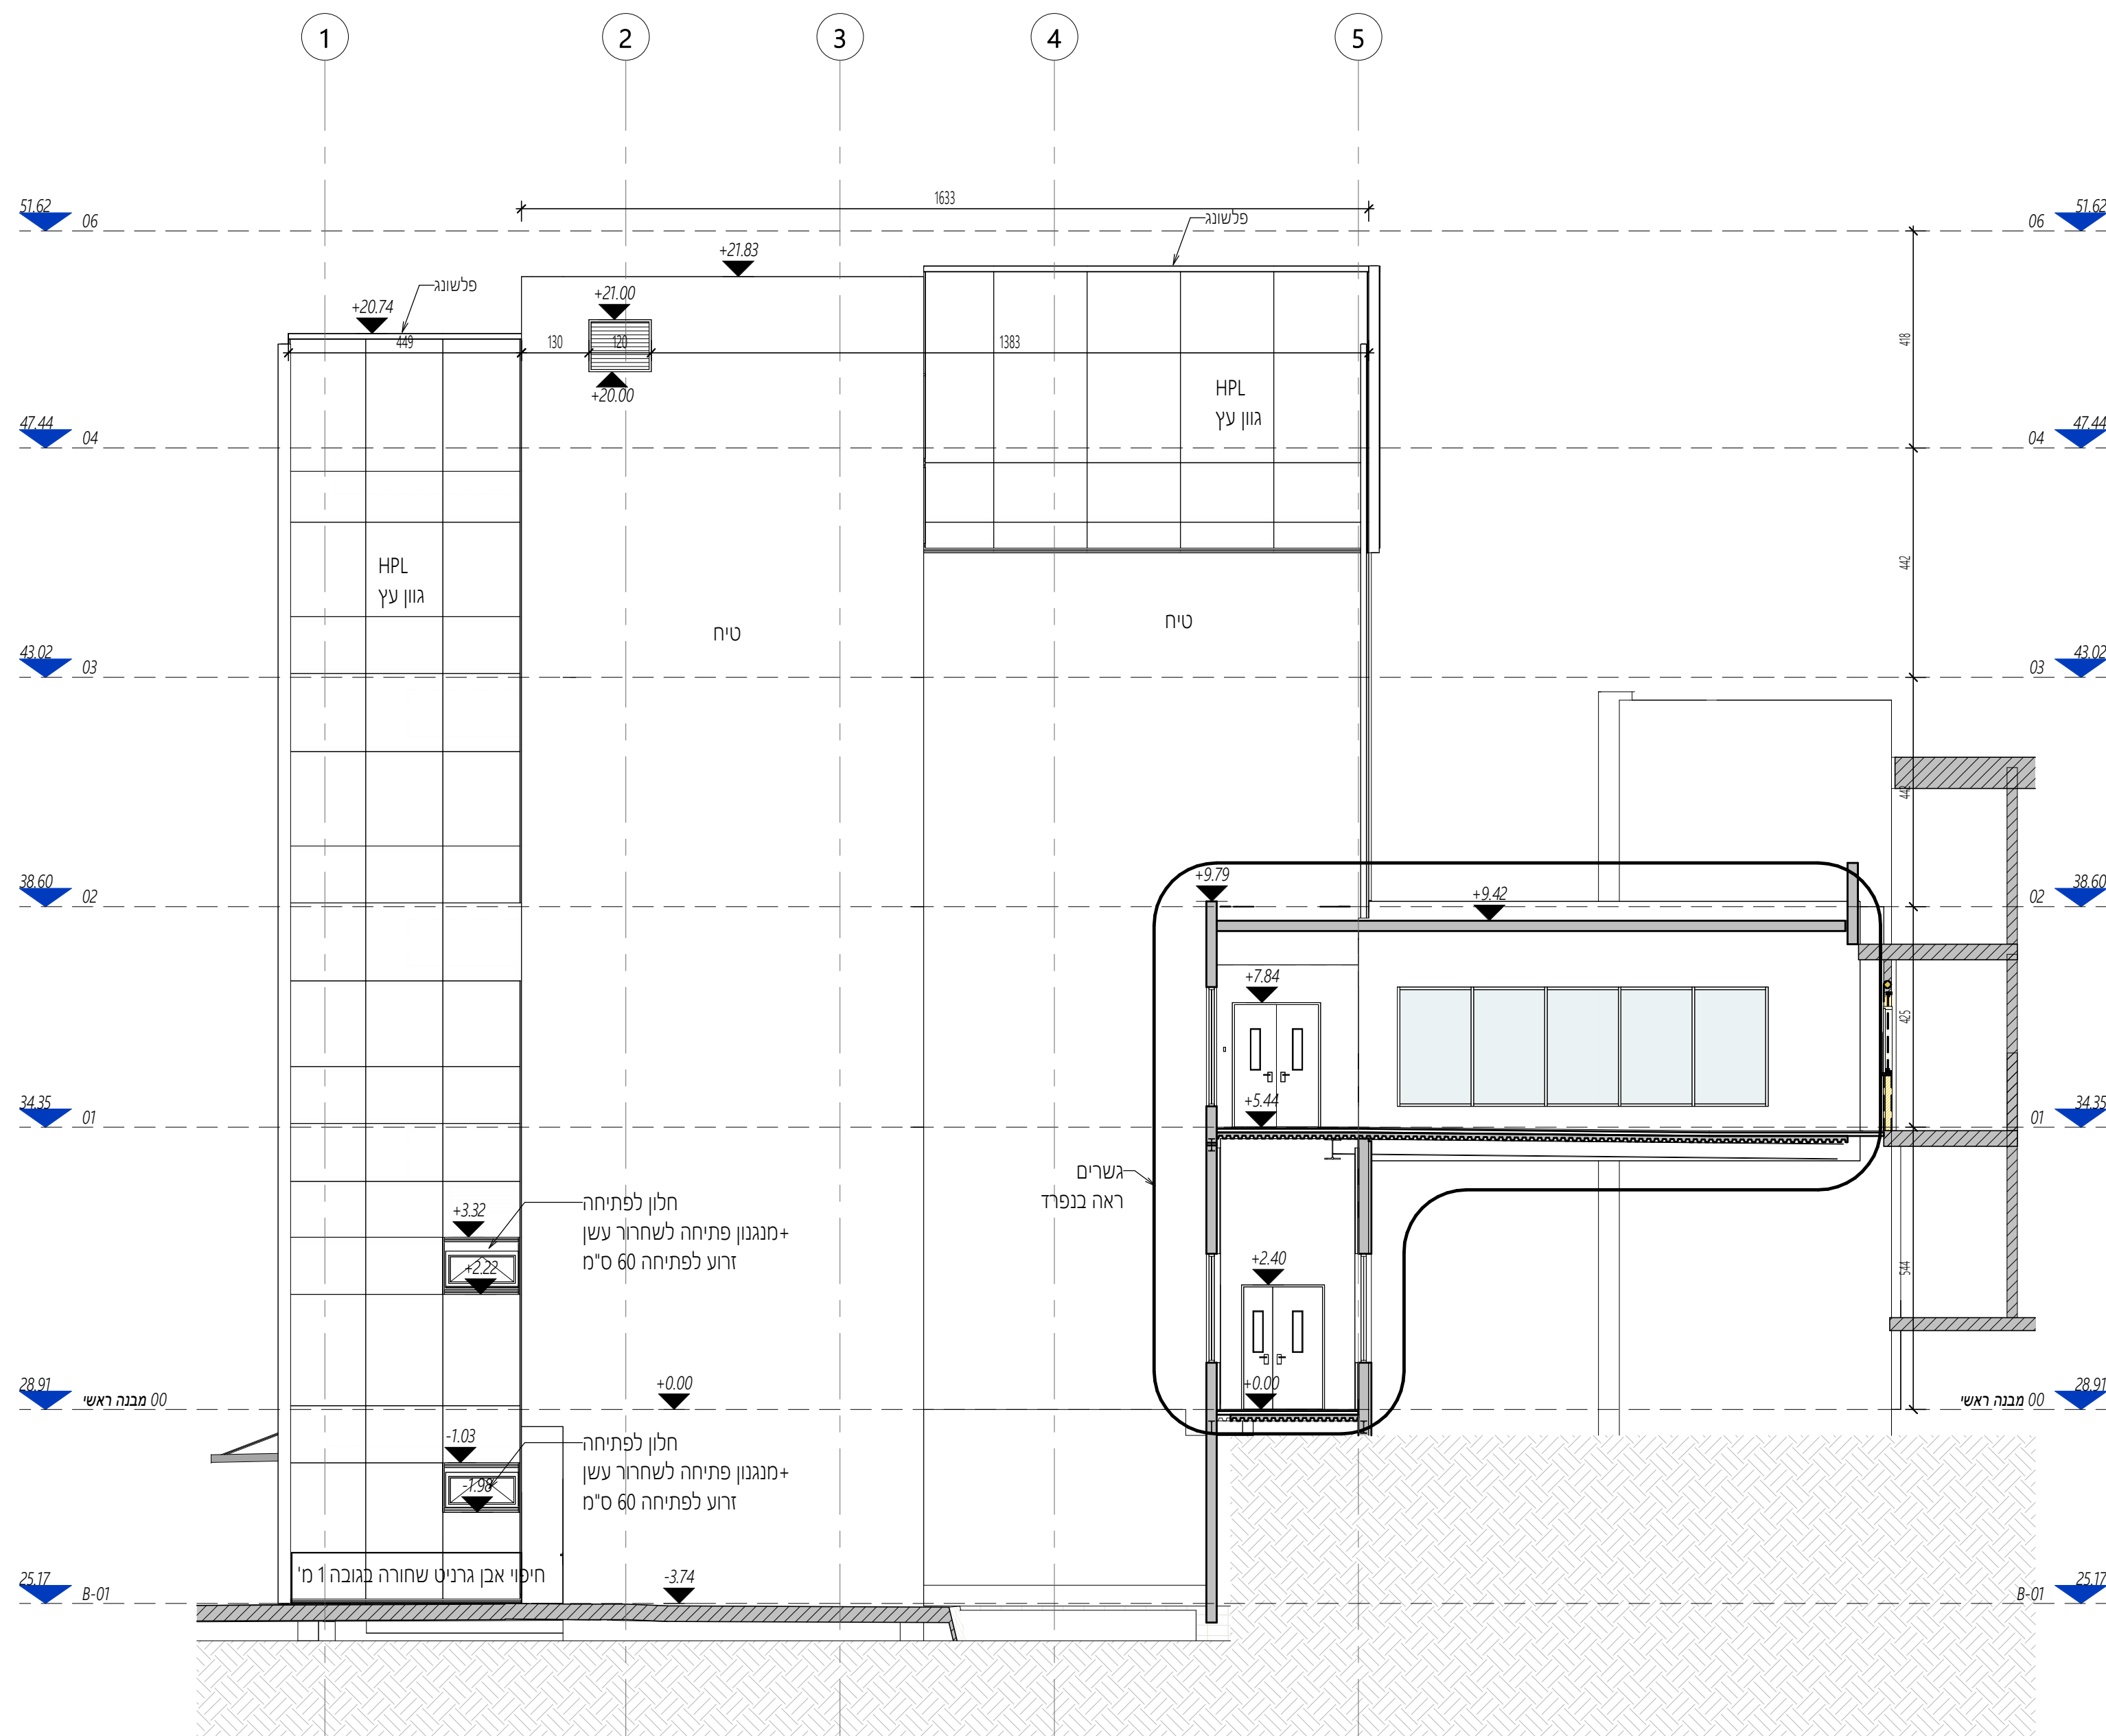 1
2
3
4
5
1633
51.62
06
פלשונג
06
51.62
+21.83
+20.74
פלשונג
+21.00
449
130
120
1383
418
+20.00
HPL
גוון עץ
47.44
04
04
47.44
HPL
גוון עץ
442
טיח
טיח
43.02
03
03
43.02
442
38.60
02
+9.79
+9.42
02
38.60
+7.84
425
34.35
01
+5.44
01
34.35
גשרים
ראה בנפרד
+3.32
חלון לפתיחה
+מנגנון פתיחה לשחרור עשן
זרוע לפתיחה 60 ס"מ
+2.22
+2.40
544
28.91
00 מבנה ראשי
+0.00
+0.00
00 מבנה ראשי
28.91
-1.03
חלון לפתיחה
+מנגנון פתיחה לשחרור עשן
זרוע לפתיחה 60 ס"מ
-1.98
חיפוי אבן גרניט שחורה בגובה 1 מ'
25.17
B-01
-3.74
B-01
25.17